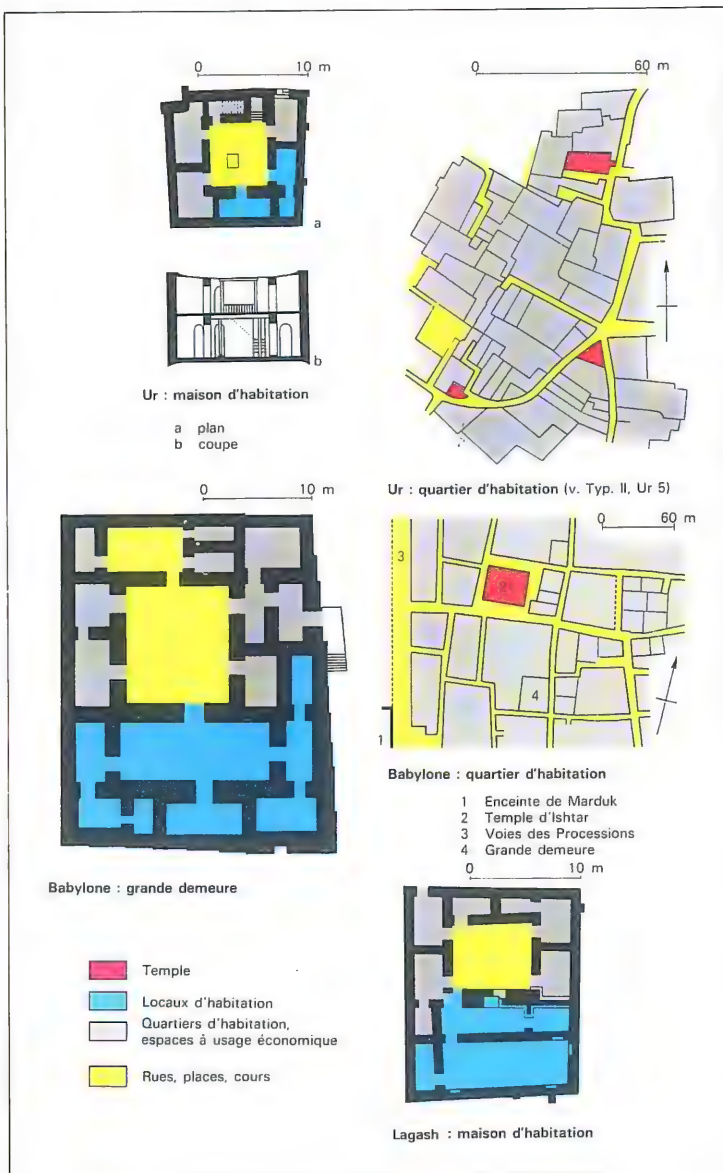 0 10 m
a
b
Ur : maison d'habitation
a plan
b coupe
0 60 m
Ur : quartier d'habitation (v. Typ. II, Ur 5)
0 10 m
Babylone : grande demeure
0 60 m
3
2
4
1
Babylone : quartier d'habitation
1 Enceinte de Marduk
2 Temple d'Ishtar
3 Voies des Processions
4 Grande demeure
0 10 m
Lagash : maison d'habitation
Temple
Locaux d'habitation
Quartiers d'habitation,
espaces à usage économique
Rues, places, cours